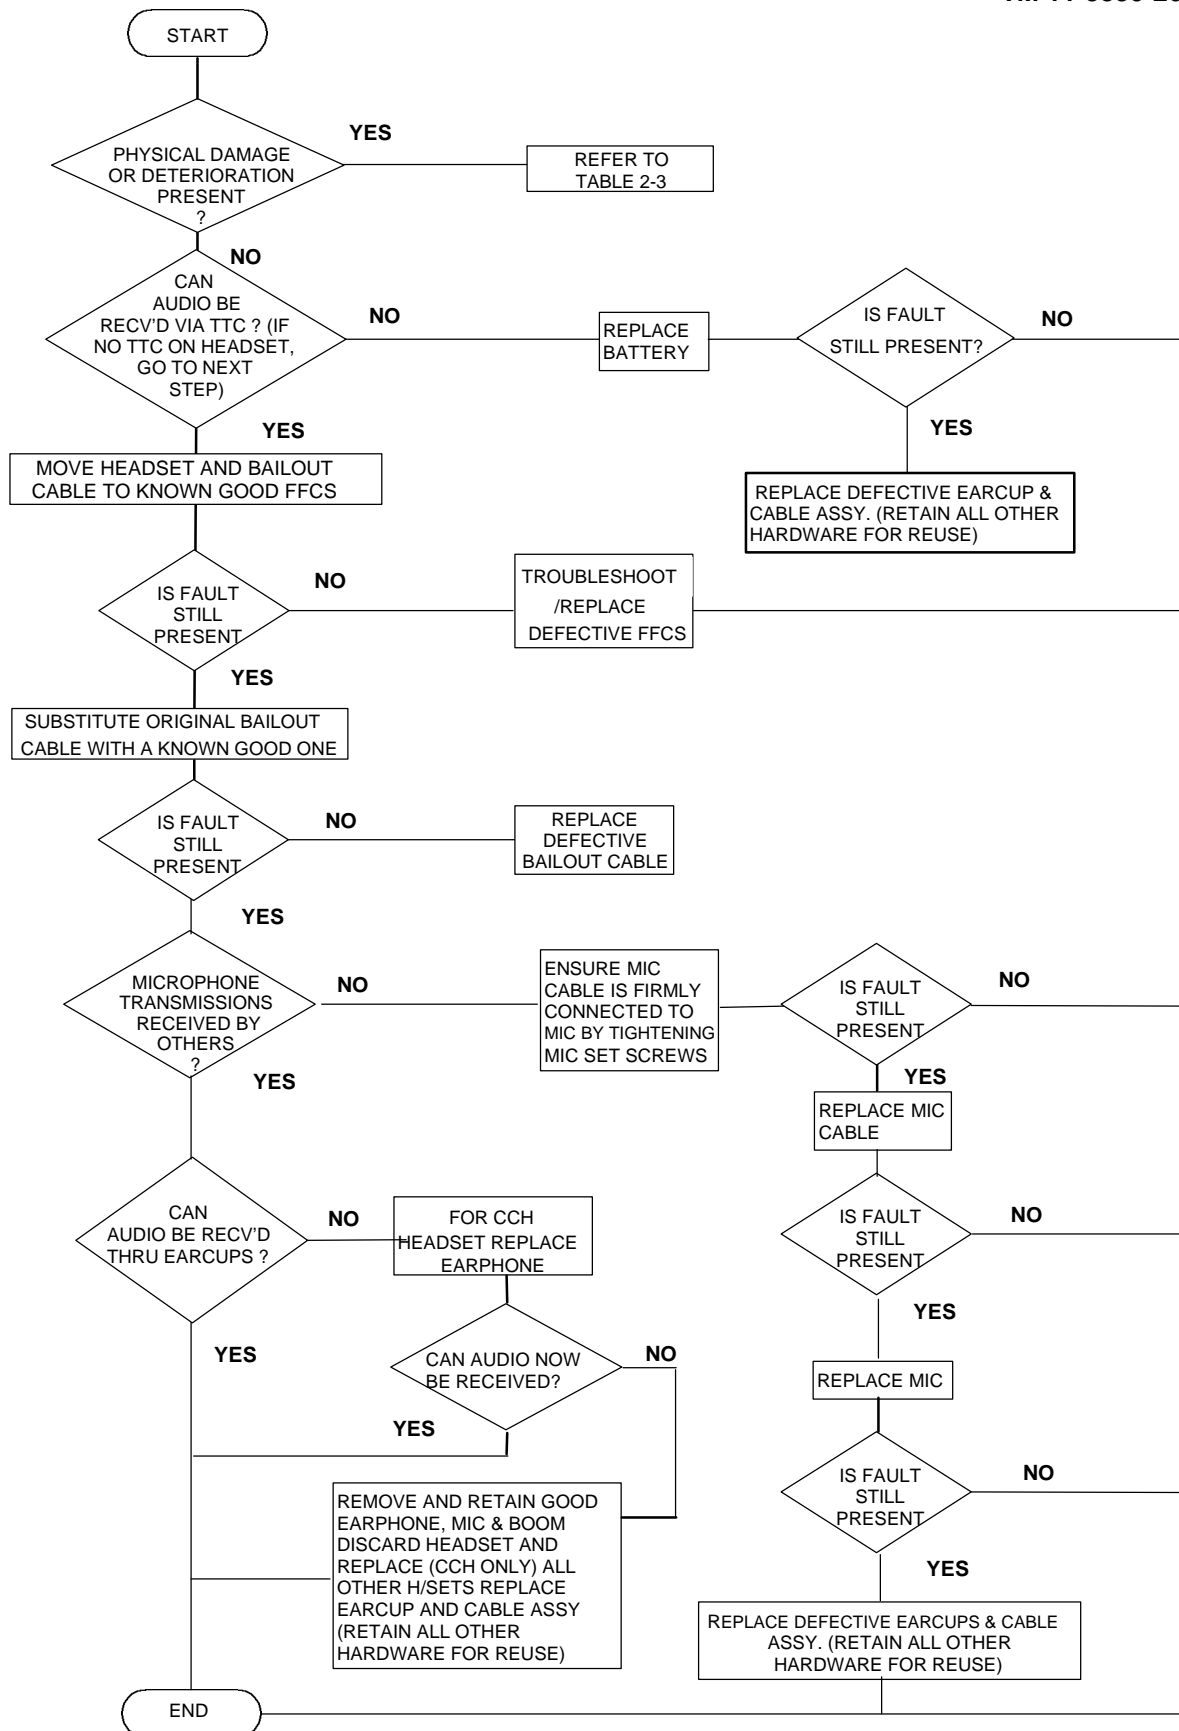 START
YES
PHYSICAL DAMAGE
OR DETERIORATION
PRESENT
?
REFER TO
TABLE 2-3
NO
CAN
AUDIO BE
RECV'D VIA TTC ? (IF
NO TTC ON HEADSET,
GO TO NEXT
STEP)
NO
REPLACE
BATTERY
IS FAULT
STILL PRESENT?
NO
YES
YES
MOVE HEADSET AND BAILOUT
CABLE TO KNOWN GOOD FFCS
REPLACE DEFECTIVE EARCUP &
CABLE ASSY. (RETAIN ALL OTHER
HARDWARE FOR REUSE)
IS FAULT
STILL
PRESENT
NO
TROUBLESHOOT
/REPLACE
DEFECTIVE FFCS
YES
SUBSTITUTE ORIGINAL BAILOUT
CABLE WITH A KNOWN GOOD ONE
IS FAULT
STILL
PRESENT
NO
REPLACE
DEFECTIVE
BAILOUT CABLE
YES
MICROPHONE
TRANSMISSIONS
RECEIVED BY
OTHERS
?
NO
ENSURE MIC
CABLE IS FIRMLY
CONNECTED TO
MIC BY TIGHTENING
MIC SET SCREWS
IS FAULT
STILL
PRESENT
NO
YES
YES
REPLACE MIC
CABLE
CAN
AUDIO BE RECV'D
THRU EARCUPS ?
NO
FOR CCH
HEADSET REPLACE
EARPHONE
IS FAULT
STILL
PRESENT
NO
YES
YES
CAN AUDIO NOW
BE RECEIVED?
NO
YES
REPLACE MIC
IS FAULT
STILL
PRESENT
NO
YES
REMOVE AND RETAIN GOOD
EARPHONE, MIC & BOOM
DISCARD HEADSET AND
REPLACE (CCH ONLY) ALL
OTHER H/SETS REPLACE
EARCUP AND CABLE ASSY
(RETAIN ALL OTHER
HARDWARE FOR REUSE)
REPLACE DEFECTIVE EARCUPS & CABLE
ASSY. (RETAIN ALL OTHER
HARDWARE FOR REUSE)
END